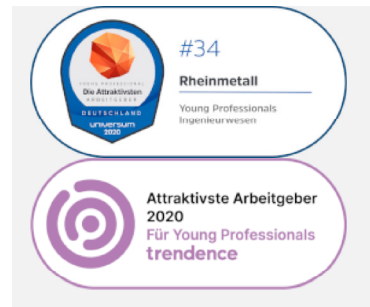 #34
Rheinmetall
Young Professionals
Ingenieurwesen
YOUNG PROFESSIONAL
Die Attraktivsten
ARBEITGEBER
DEUTSCHLAND
universum
2020
Attraktivste Arbeitgeber
2020
Für Young Professionals
trendence